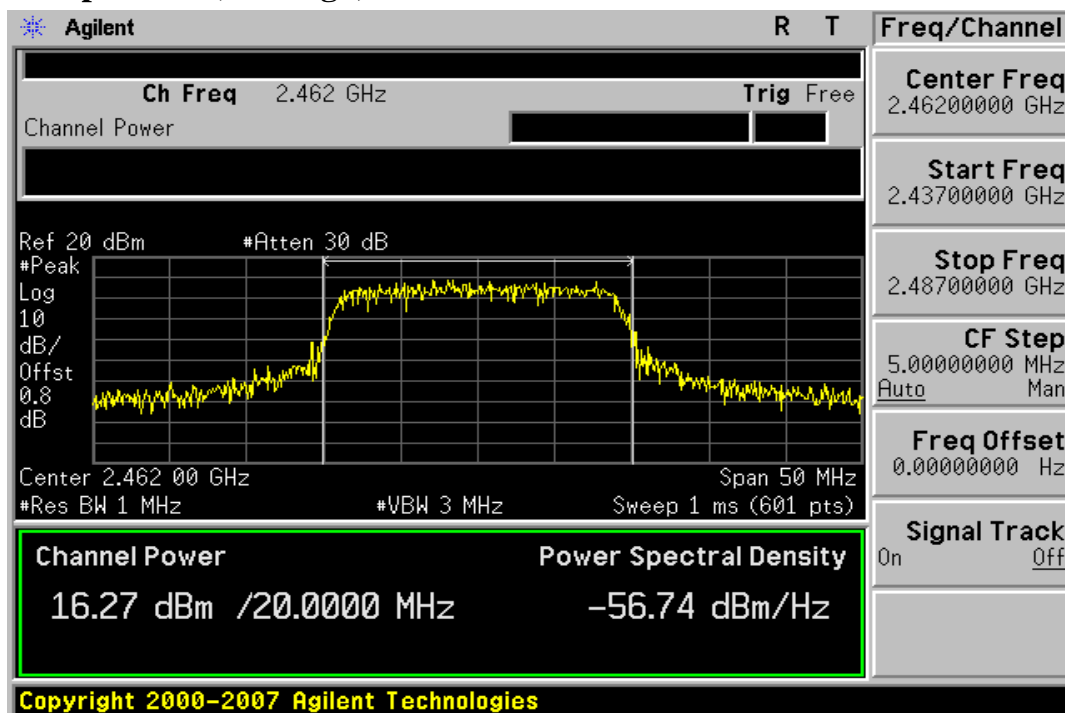 Agilent R T
Freq/Channel
Ch Freq 2.462 GHz Trig Free
Channel Power
Center Freq
2.46200000 GHz
Start Freq
2.43700000 GHz
Stop Freq
2.48700000 GHz
CF Step
5.00000000 MHz
Auto Man
Freq Offset
0.00000000 Hz
Signal Track
On Off
Ref 20 dBm #Atten 30 dB
#Peak
Log
10
dB/
Offst
0.8
dB
Center 2.462 00 GHz Span 50 MHz
#Res BW 1 MHz #VBW 3 MHz Sweep 1 ms (601 pts)
Channel Power Power Spectral Density
16.27 dBm /20.0000 MHz -56.74 dBm/Hz
Copyright 2000-2007 Agilent Technologies